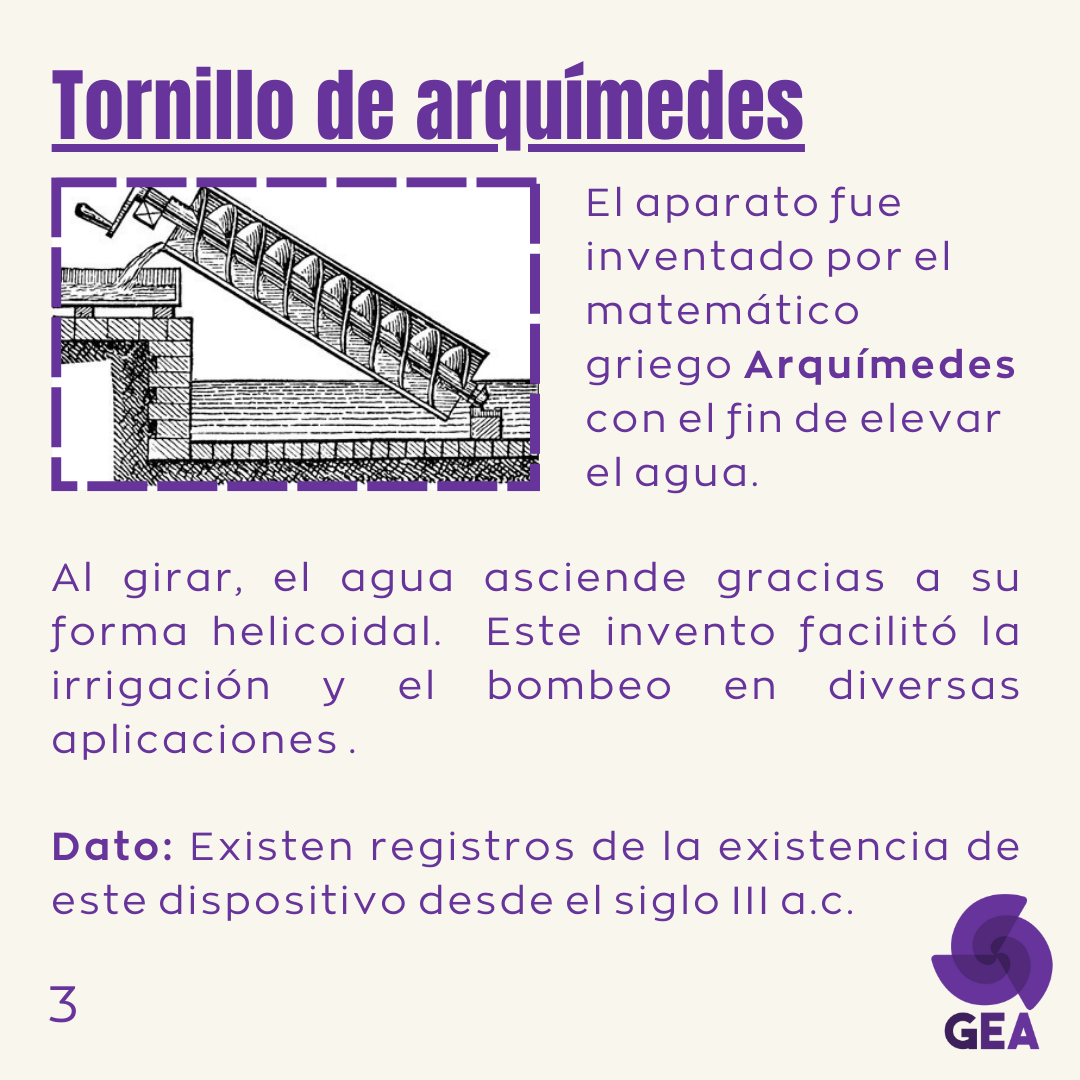 Tornillo de arquímedes
El aparato fue
inventado por el
matemático
griego Arquímedes
con el fin de elevar
el agua.
Al girar, el agua asciende gracias a su
forma helicoidal. Este invento facilitó la
irrigación y el bombeo en diversas
aplicaciones .
Dato: Existen registros de la existencia de
este dispositivo desde el siglo III a.c.
3
GEA